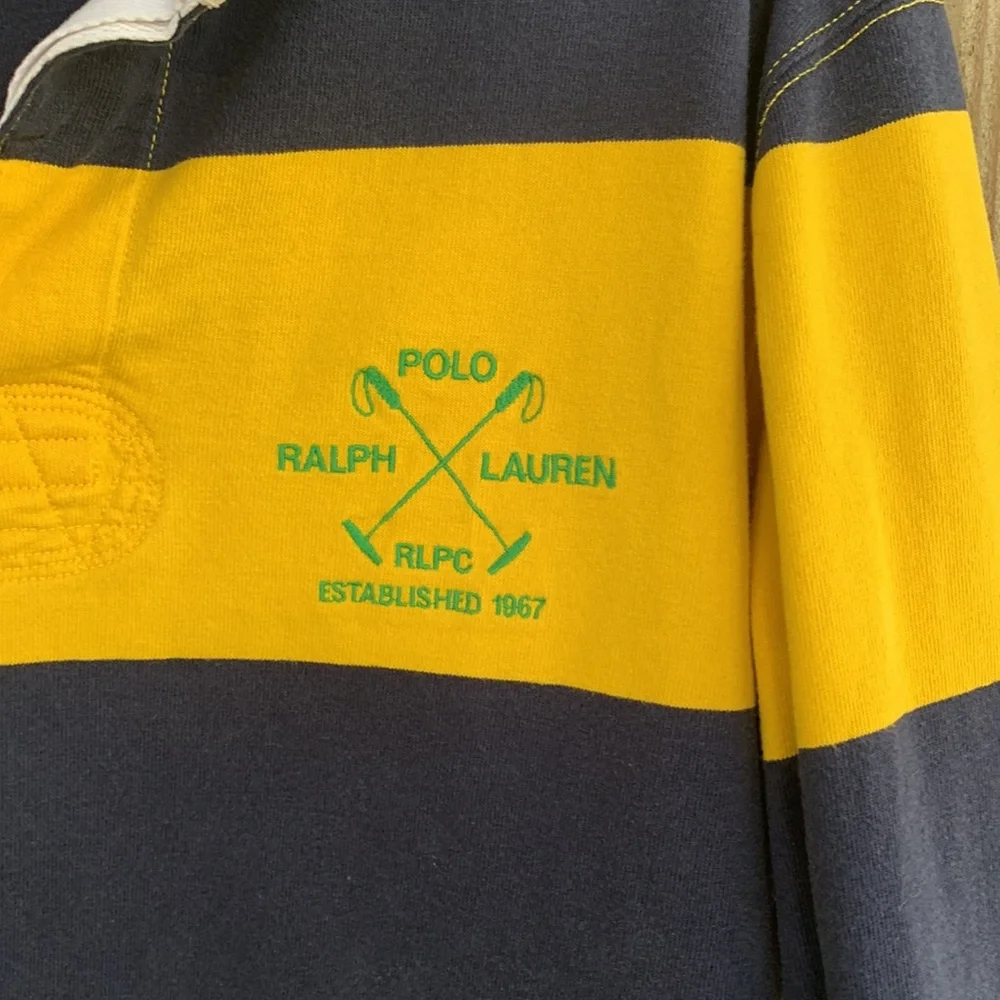 POLO
RALPH LAUREN
RLPC
ESTABLISHED 1967